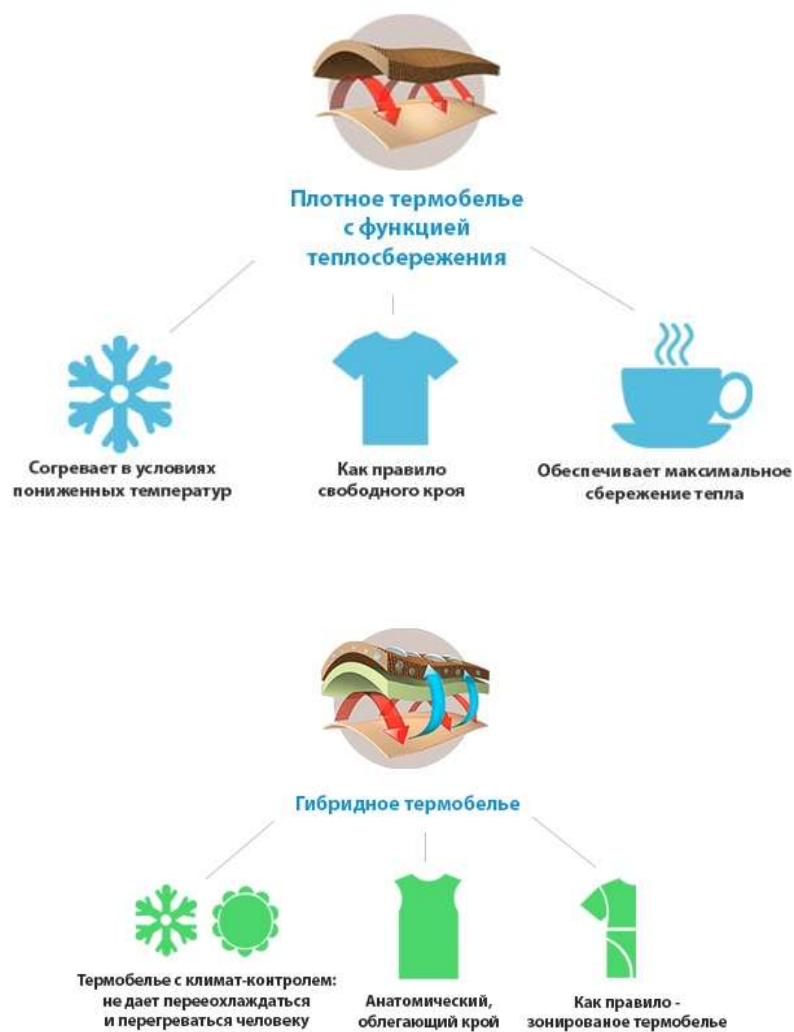 Плотное термобелье
с функцией
теплосбережения
Согревает в условиях
пониженных температур
Как правило
свободного кроя
Обеспечивает максимальное
сбережение тепла
Гибридное термобелье
Термобелье с климат-контролем:
не дает перееохлаждаться
и перегреваться человеку
Анатомический,
облегающий крой
Как правило -
зонированое термобелье